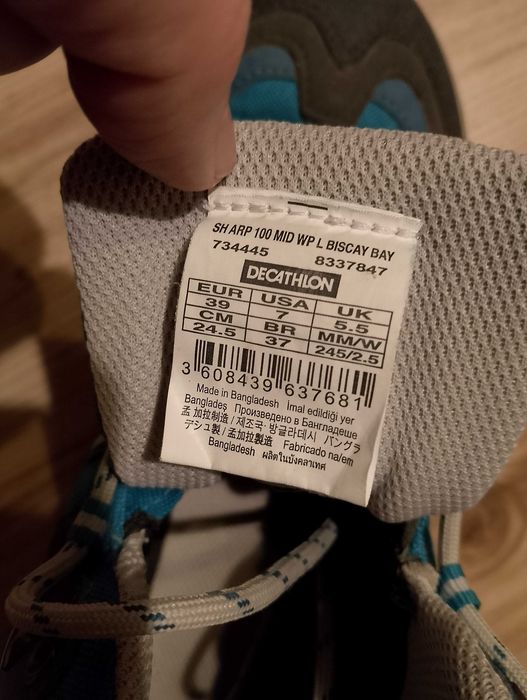 SH ARP 100 MID WP L BISCAY BAY
734445 8337847
DECATHLON
EUR USA UK
39 7 5.5
CM BR MM/W
24.5 37 245/2.5
3 608439 637681
Made in Bangladesh İmal edildiği yer
Bangladeş Произведено в Бангладеше
孟加拉制造 / 제조국: 방글라데시 バングラ
デシュ製 / 孟加拉製造 Fabricado na/em
Bangladesh ผลิตในบังคลาเทศ